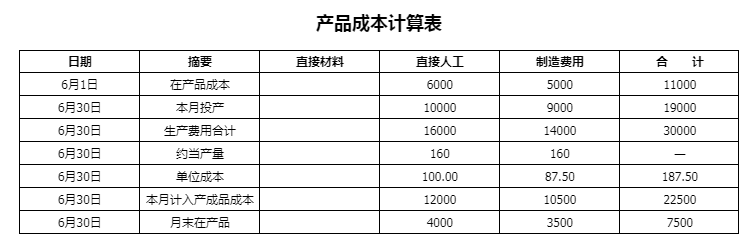 产品成本计算表
日期 摘要 直接材料 直接人工 制造费用 合 计
6月1日 在产品成本 6000 5000 11000
6月30日 本月投产 10000 9000 19000
6月30日 生产费用合计 16000 14000 30000
6月30日 约当产量 160 160 —
6月30日 单位成本 100.00 87.50 187.50
6月30日 本月计入产成品成本 12000 10500 22500
6月30日 月末在产品 4000 3500 7500